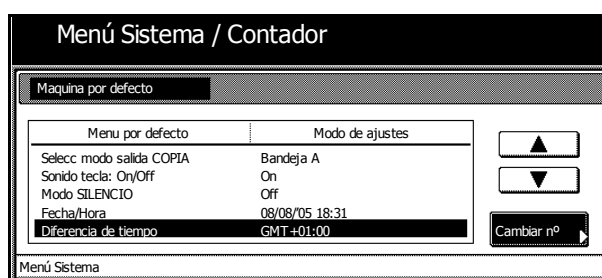 Menú Sistema / Contador
Maquina por defecto
Menu por defecto Modo de ajustes
Selecc modo salida COPIA Bandeja A
Sonido tecla: On/Off On
Modo SILENCIO Off
Fecha/Hora 08/08/'05 18:31
Diferencia de tiempo GMT+01:00
Cambiar nº
Menú Sistema